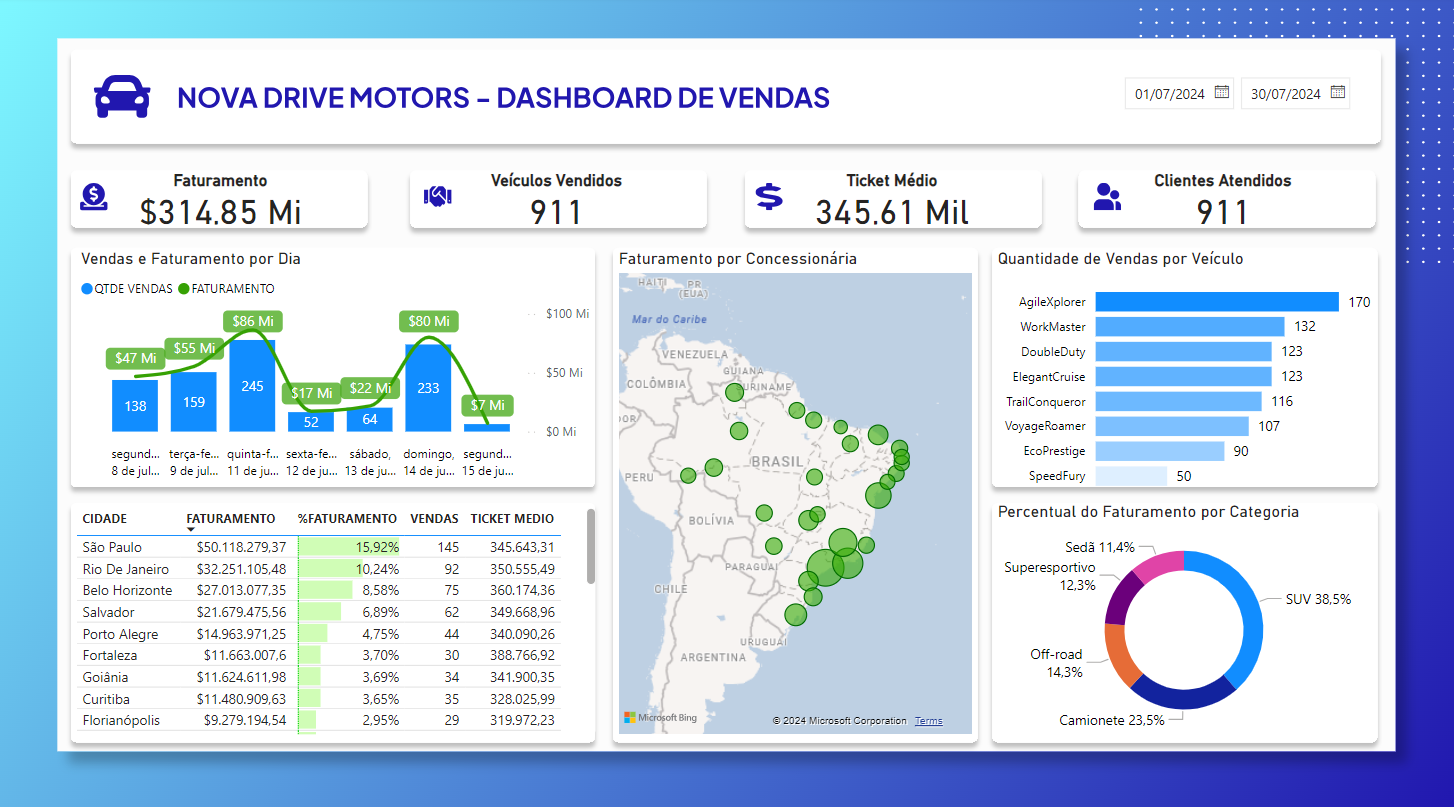 NOVA DRIVE MOTORS – DASHBOARD DE VENDAS
01/07/2024
30/07/2024
Faturamento
$314.85 Mi
Veículos Vendidos
911
Ticket Médio
345.61 Mil
Clientes Atendidos
911
Vendas e Faturamento por Dia
QTDE VENDAS FATURAMENTO
$100 Mi
$50 Mi
$0 Mi
$47 Mi
$55 Mi
$86 Mi
$17 Mi
$22 Mi
$80 Mi
$7 Mi
138
159
245
52
64
233
segund... terça-fe... quinta-f... sexta-fe... sábado, domingo, segund...
8 de jul... 9 de jul... 11 de ju... 12 de ju... 13 de ju... 14 de ju... 15 de ju...
CIDADE FATURAMENTO %FATURAMENTO VENDAS TICKET MEDIO
São Paulo $50.118.279,37 15,92% 145 345.643,31
Rio De Janeiro $32.251.105,48 10,24% 92 350.555,49
Belo Horizonte $27.013.077,35 8,58% 75 360.174,36
Salvador $21.679.475,56 6,89% 62 349.668,96
Porto Alegre $14.963.971,25 4,75% 44 340.090,26
Fortaleza $11.663.007,6 3,70% 30 388.766,92
Goiânia $11.624.611,98 3,69% 34 341.900,35
Curitiba $11.480.909,63 3,65% 35 328.025,99
Florianópolis $9.279.194,54 2,95% 29 319.972,23
Faturamento por Concessionária
HAITI
PR
(EUA)
Mar do Caribe
VENEZUELA
GUIANA
SURINAME
COLÔMBIA
BRASIL
PERU
BOLÍVIA
PARAGUAI
CHILE
URUGUAI
ARGENTINA
Microsoft Bing
© 2024 Microsoft Corporation Terms
Quantidade de Vendas por Veículo
AgileXplorer 170
WorkMaster 132
DoubleDuty 123
ElegantCruise 123
TrailConqueror 116
VoyageRoamer 107
EcoPrestige 90
SpeedFury 50
Percentual do Faturamento por Categoria
Sedã 11,4%
Superesportivo
12,3%
SUV 38,5%
Off-road
14,3%
Camionete 23,5%